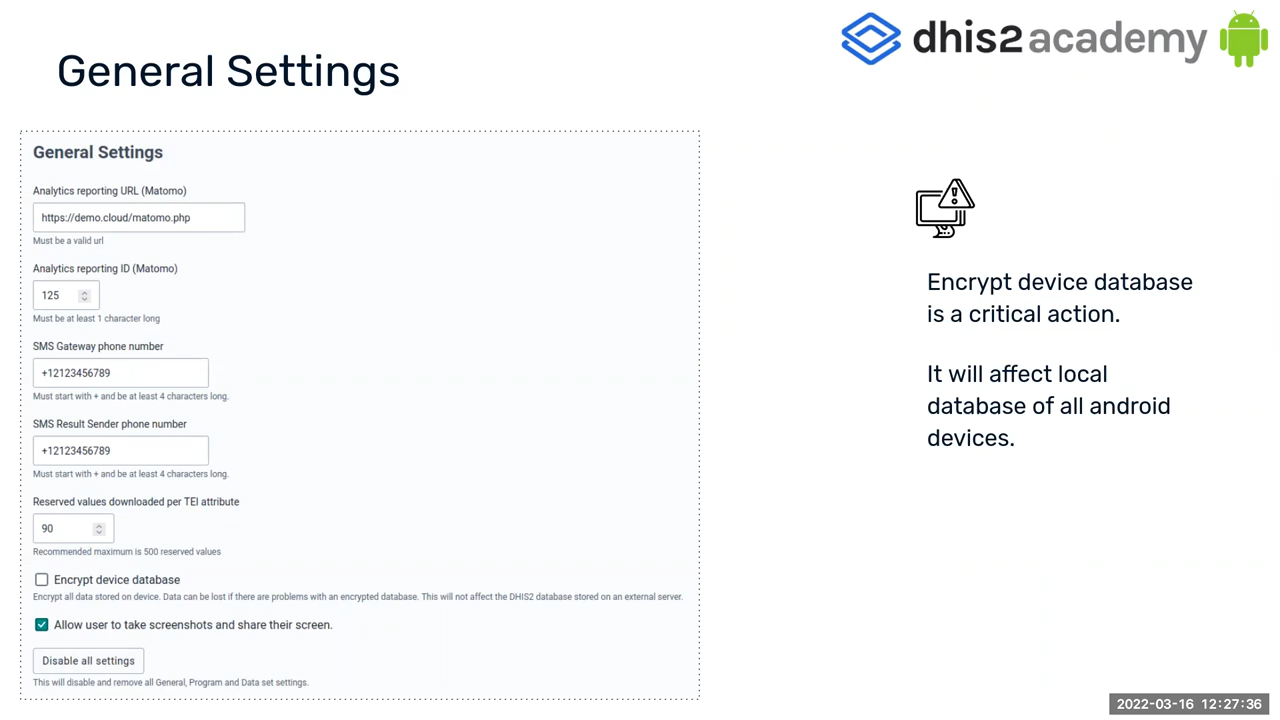 dhis2 academy
General Settings
General Settings
Analytics reporting URL (Matomo)
https://demo.cloud/matomo.php
Must be a valid url
Analytics reporting ID (Matomo)
125
Must be at least 1 character long
SMS Gateway phone number
+12123456789
Must start with + and be at least 4 characters long.
SMS Result Sender phone number
+12123456789
Must start with + and be at least 4 characters long.
Reserved values downloaded per TEI attribute
90
Recommended maximum is 500 reserved values
Encrypt device database
Encrypt all data stored on device. Data can be lost if there are problems with an encrypted database. This will not affect the DHIS2 database stored on an external server.
Allow user to take screenshots and share their screen.
Disable all settings
This will disable and remove all General, Program and Data set settings.
Encrypt device database
is a critical action.
It will affect local
database of all android
devices.
2022-03-16 12:27:36